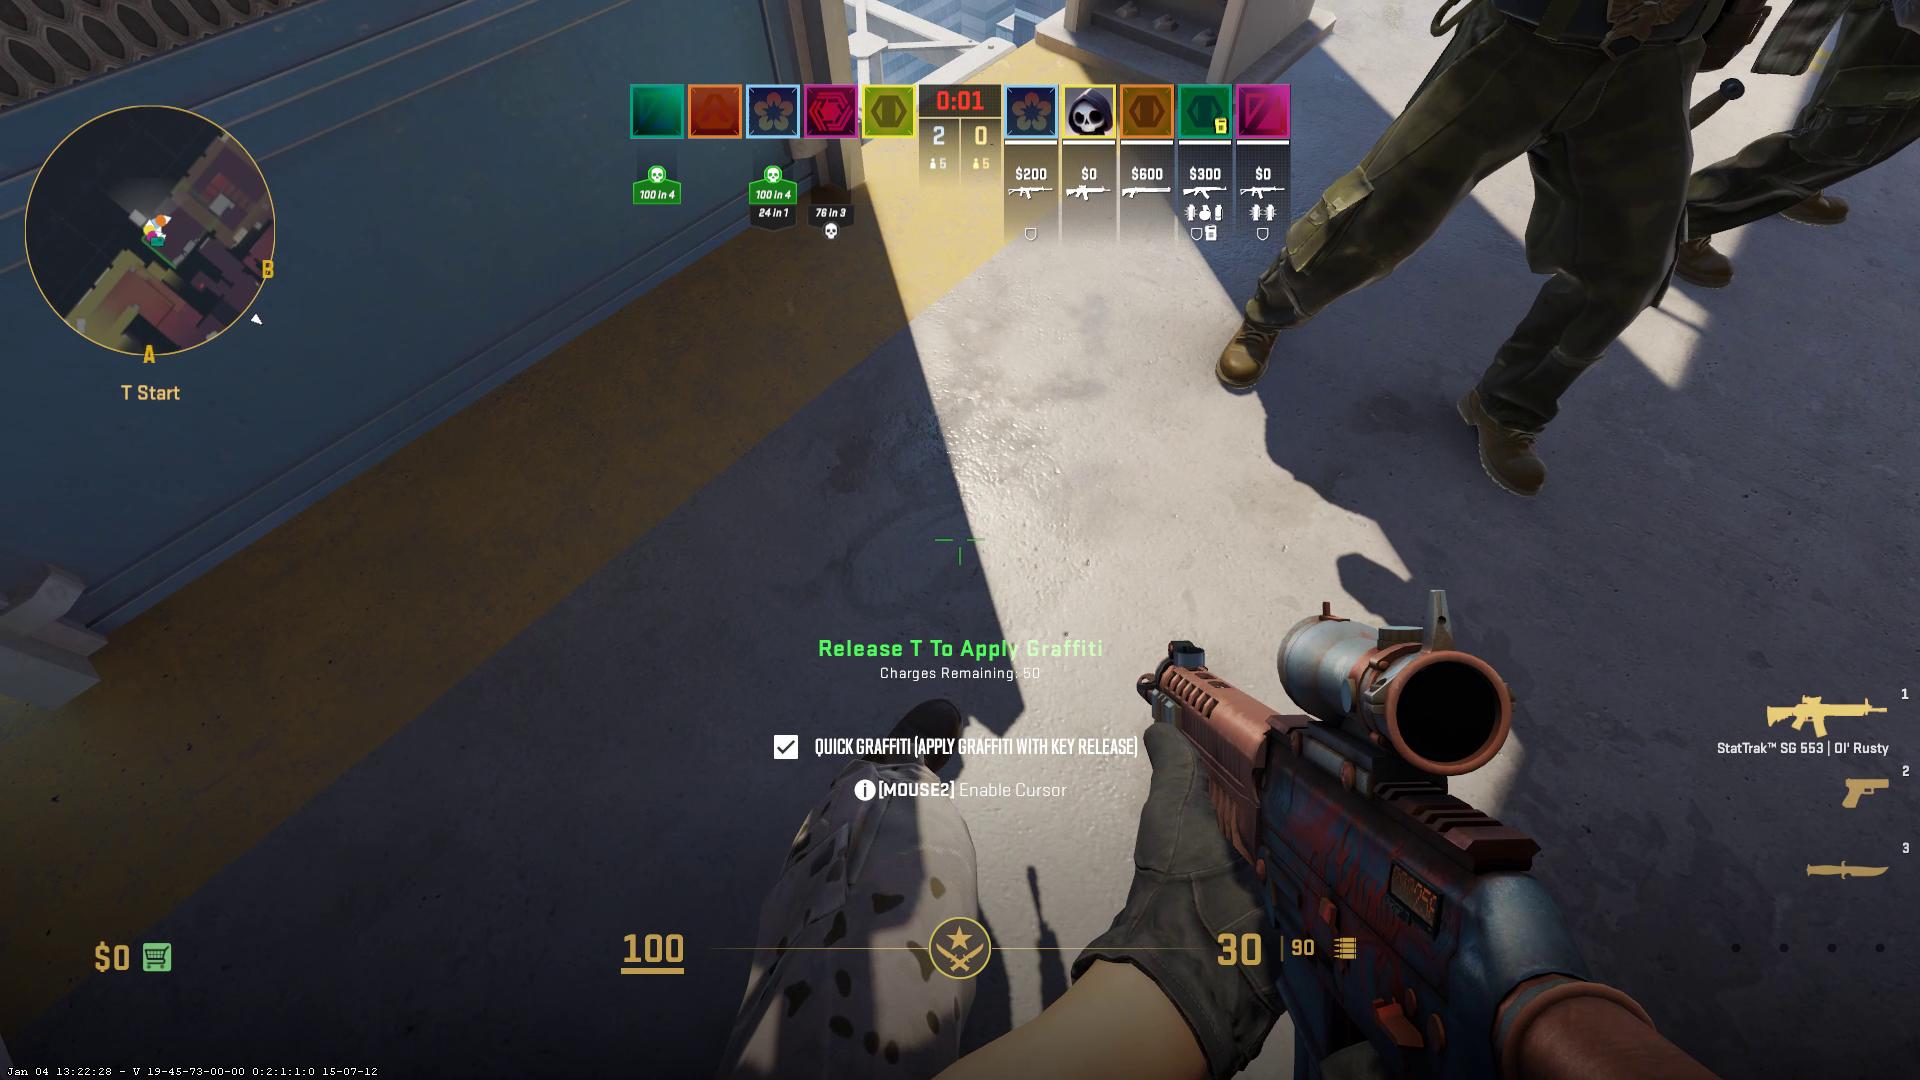 0:01
2 0
5 5
100 in 4
100 in 4
24 in 1
76 in 3
$200 $0 $600 $300 $0
B
A
T Start
Release T To Apply Graffiti
Charges Remaining: 50
QUICK GRAFFITI (APPLY GRAFFITI WITH KEY RELEASE)
[MOUSE2] Enable Cursor
1
StatTrak™ SG 553 | Ol' Rusty
2
3
$0
100
30 | 90
Jan 04 13:22:28 - V 19-45-73-00-00 0:2:1:1:0 15-07-12